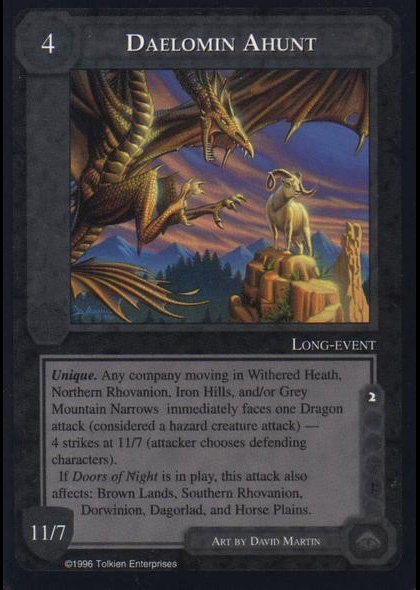 4
DAELOMIN AHUNT
LONG-EVENT
Unique. Any company moving in Withered Heath,
Northern Rhovanion, Iron Hills, and/or Grey
Mountain Narrows immediately faces one Dragon
attack (considered a hazard creature attack) —
4 strikes at 11/7 (attacker chooses defending
characters).
If Doors of Night is in play, this attack also
affects: Brown Lands, Southern Rhovanion,
Dorwinion, Dagorlad, and Horse Plains.
2
11/7
ART BY DAVID MARTIN
©1996 Tolkien Enterprises